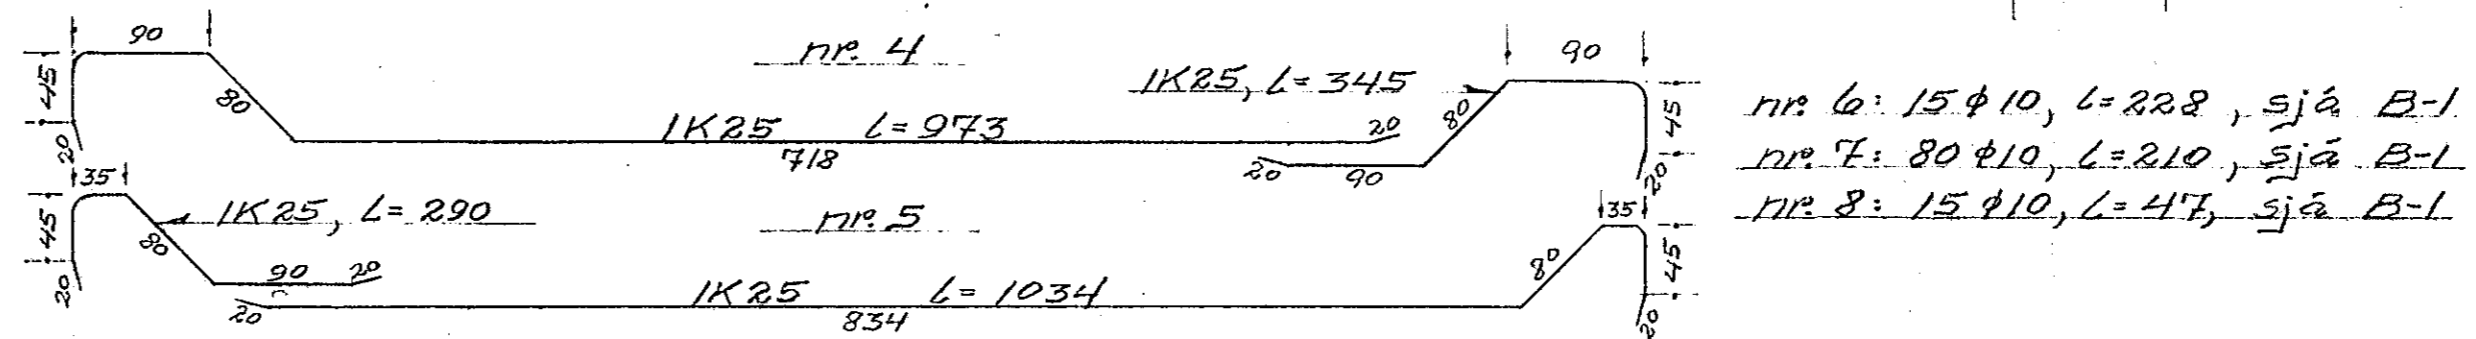 90 nr. 4 90
45 80 1K25, L= 345 80 45
1K25 L= 973 20
20 718 20 90 20
nr. 6: 15 ϕ10, L=228, sjá B-1
nr. 7: 80 ϕ10, L=210, sjá B-1
nr. 8: 15 ϕ10, L=47, sjá B-1
35 1K25, L= 290 nr. 5 35
45 80 90 20 80 45
20 1K25 L= 1034
20 834 20